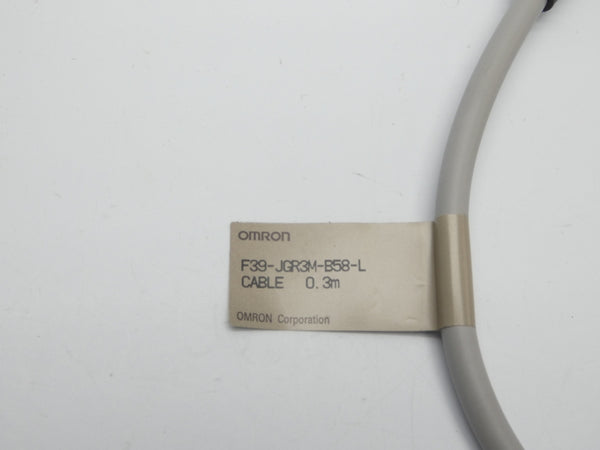 OMRON
F39-JGR3M-B58-L
CABLE 0.3m
OMRON Corporation